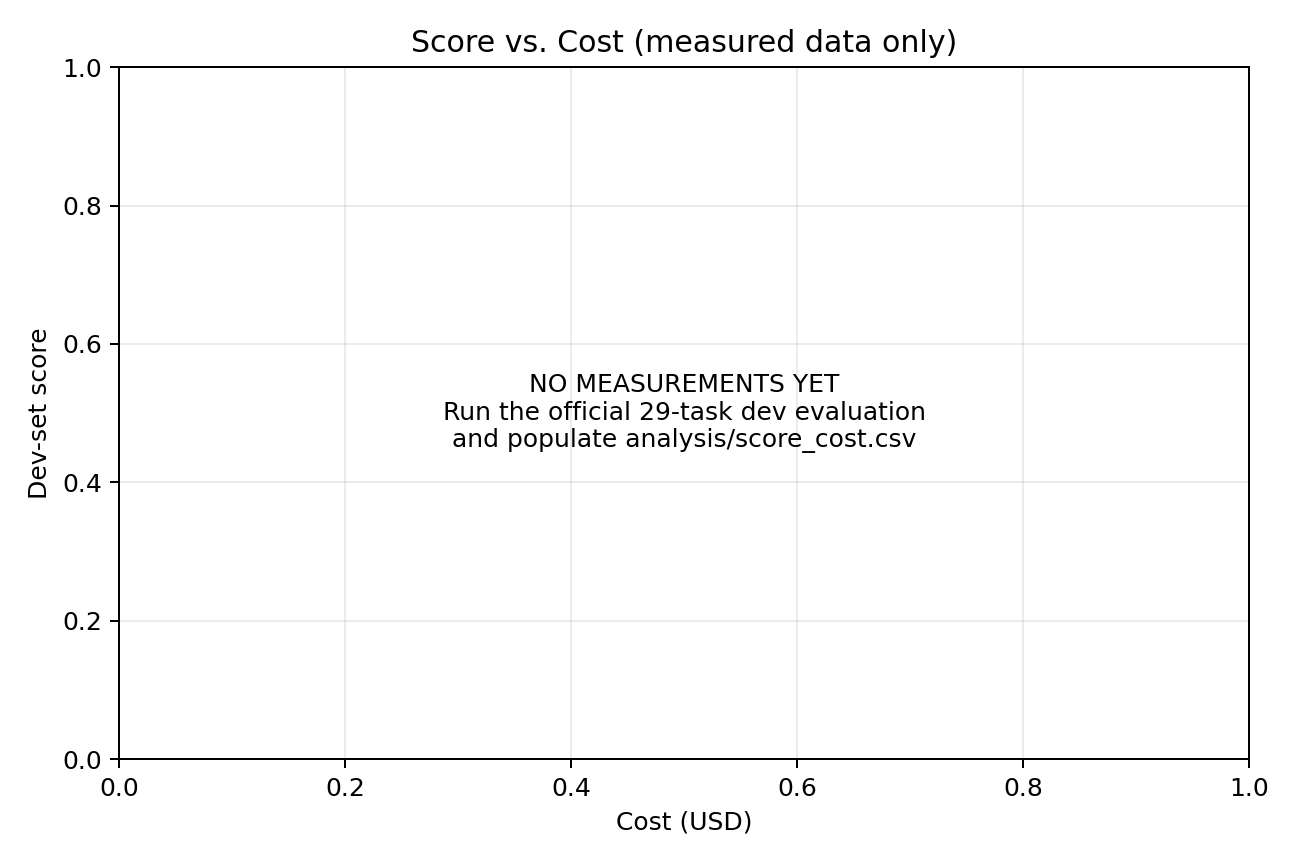 Score vs. Cost (measured data only)
1.0
0.8
0.6
0.4
0.2
0.0
Dev-set score
NO MEASUREMENTS YET
Run the official 29-task dev evaluation
and populate analysis/score_cost.csv
0.0 0.2 0.4 0.6 0.8 1.0
Cost (USD)